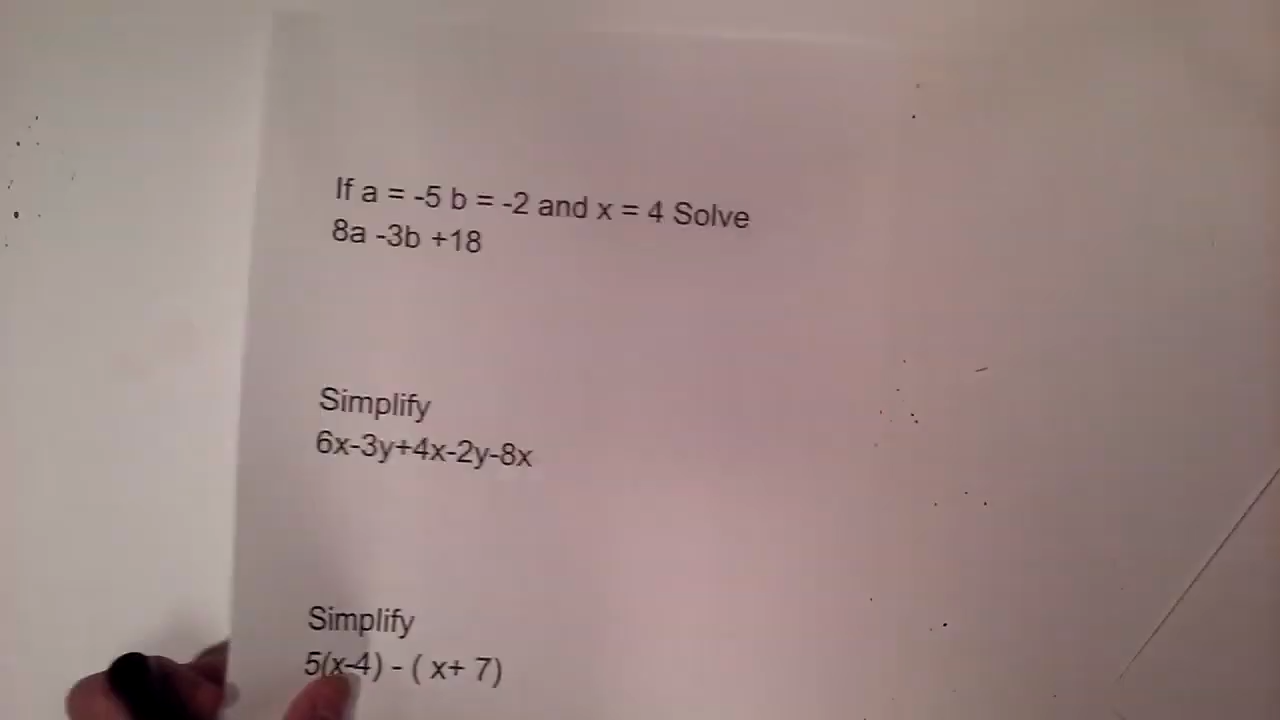 If a = -5 b = -2 and x = 4 Solve
8a -3b +18
Simplify
6x-3y+4x-2y-8x
Simplify
5(x-4) - ( x+ 7)